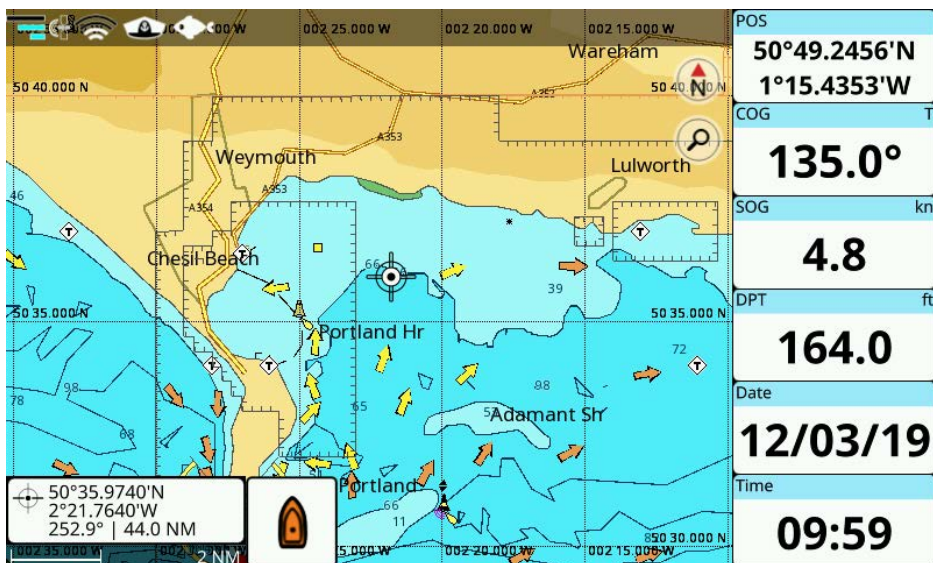 002 25.000 W
002 20.000 W
002 15.000 W
Wareham
50 40.000 N
50 40.000 N
N
A352
A353
Weymouth
Lulworth
A353
A354
46
T
T
T
Chesil Beach
66
39
50 35.000 N
50 35.000 N
Portland Hr
72
T
T
T
98
98
78
65
68
Adamant Sh
Portland
66
11
50°35.9740'N
2°21.7640'W
252.9° | 44.0 NM
002 35.000 W
2 NM
002 20.000 W
002 15.000 W
50 30.000 N
POS
50°49.2456'N
1°15.4353'W
COG T
135.0°
SOG kn
4.8
DPT ft
164.0
Date
12/03/19
Time
09:59